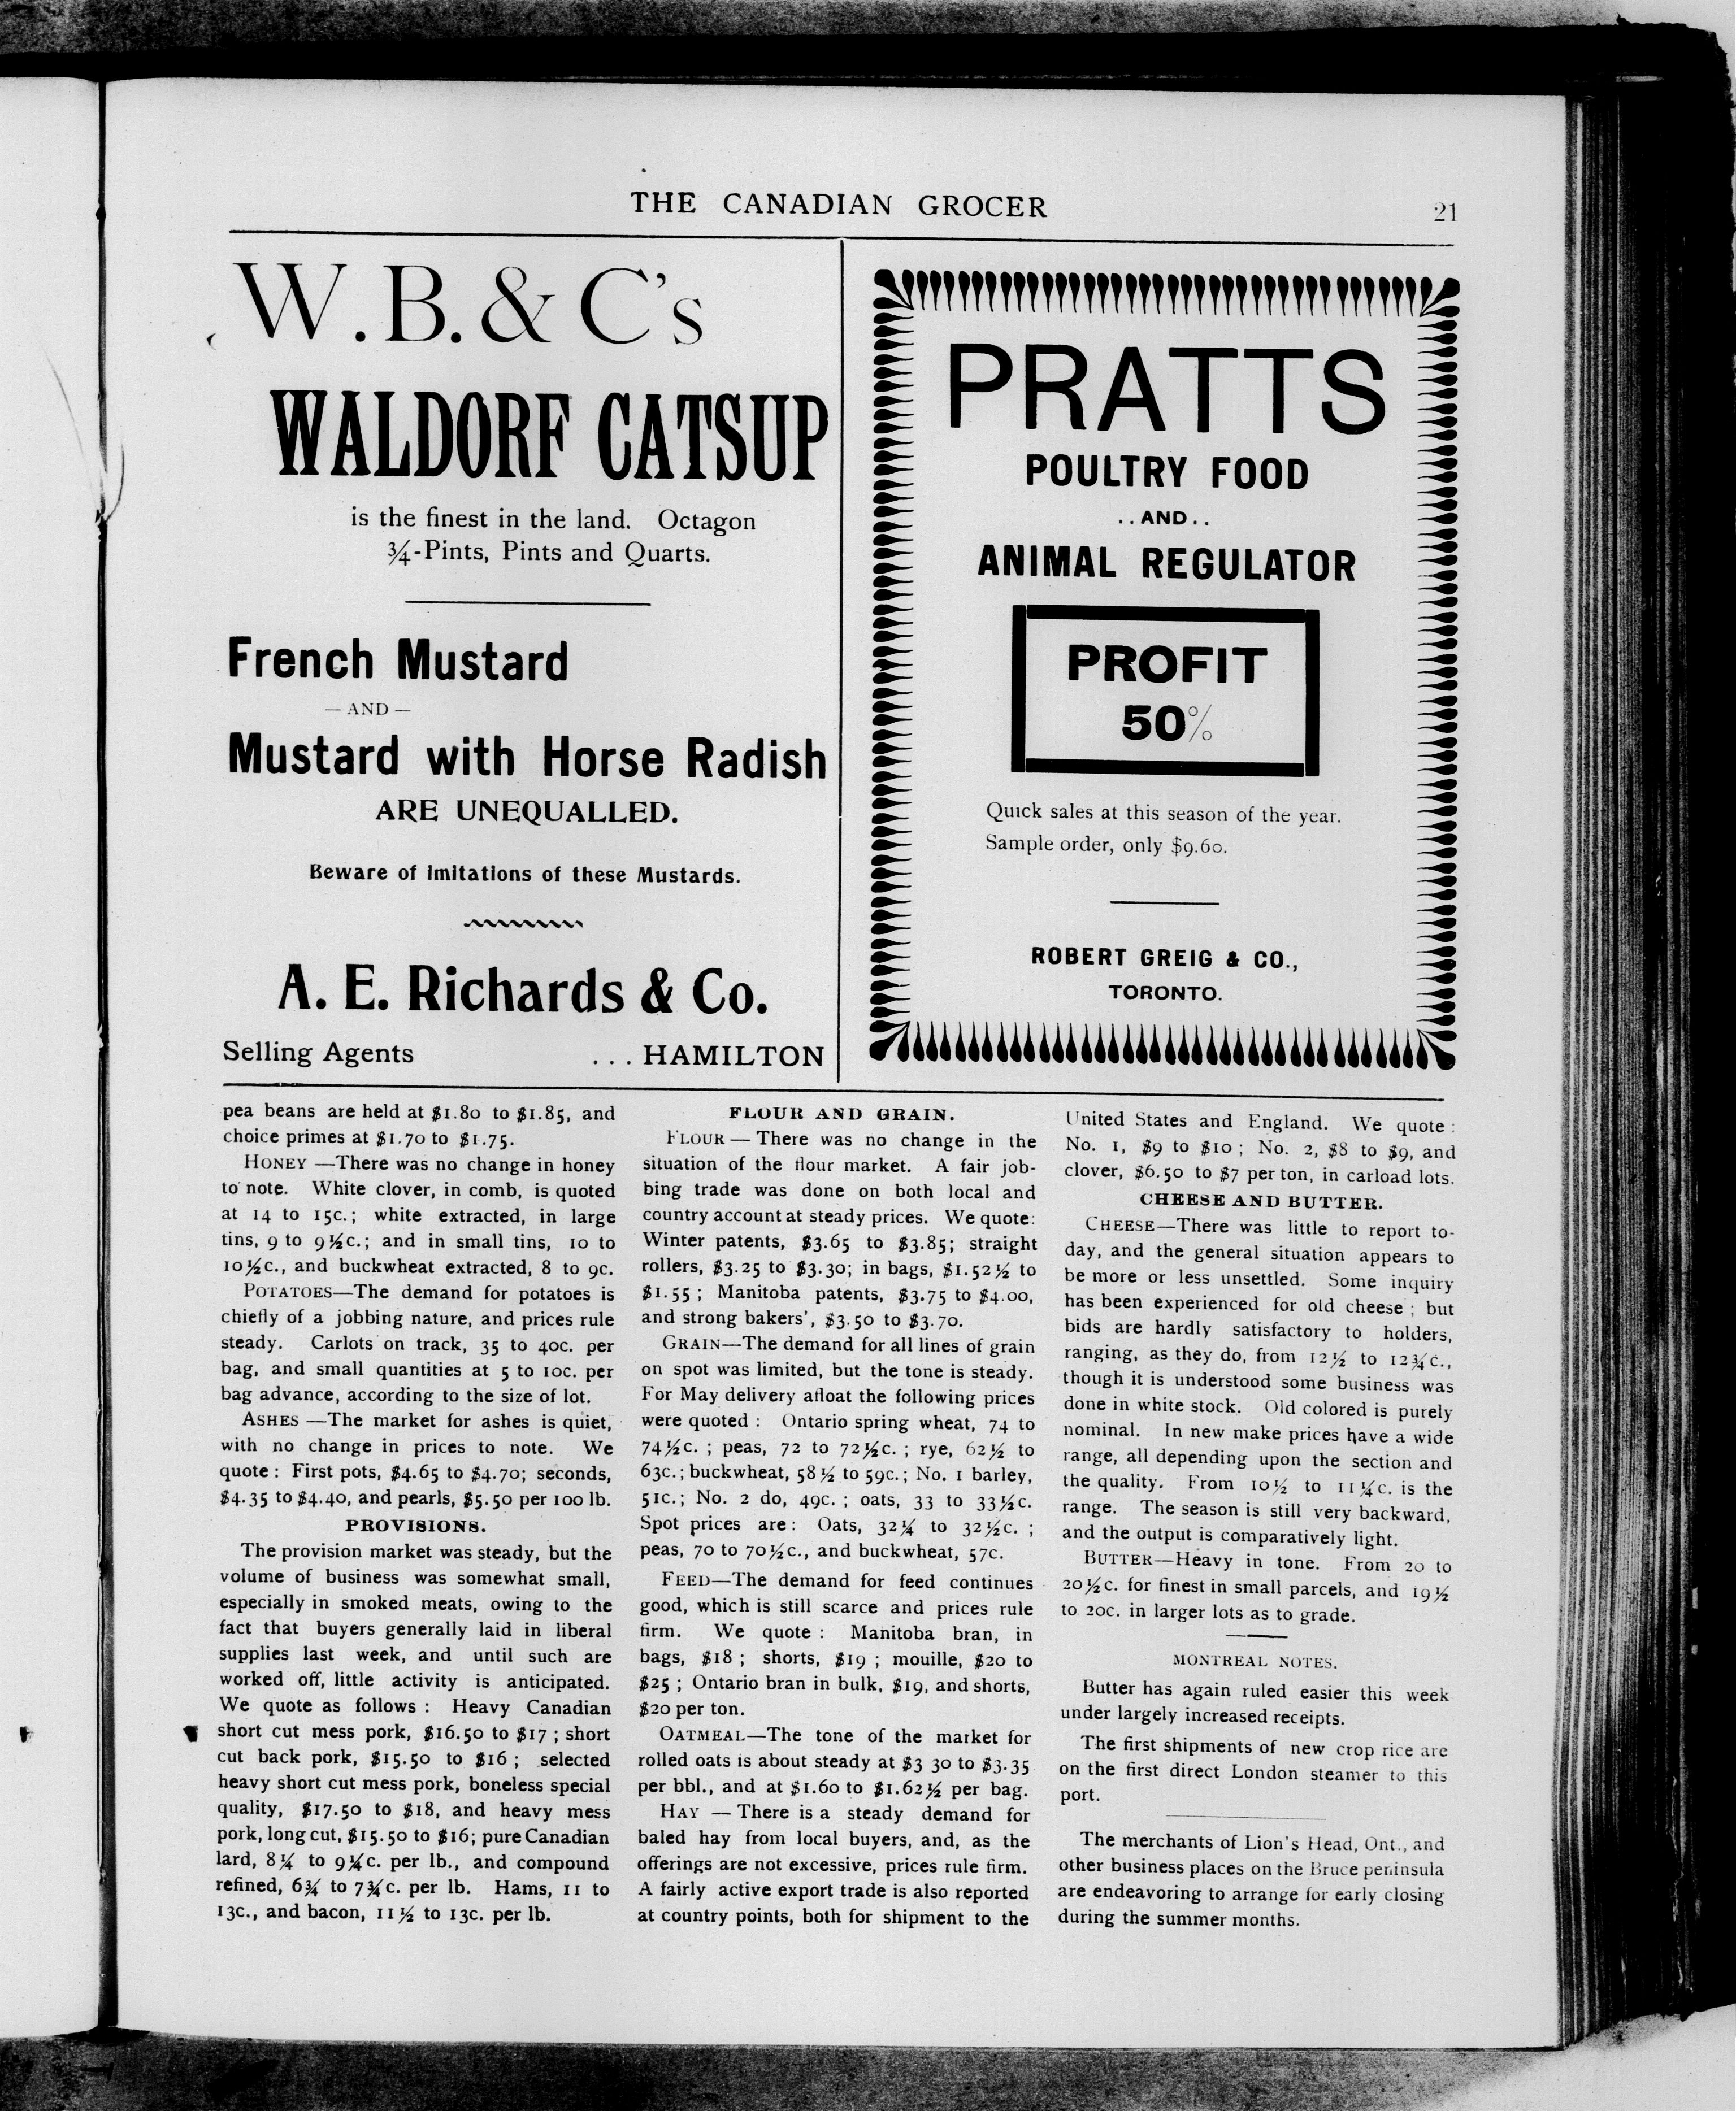 THE CANADIAN GROCER
21
W. B. & C's
WALDORF CATSUP
is the finest in the land. Octagon
¾-Pints, Pints and Quarts.
French Mustard
— AND —
Mustard with Horse Radish
ARE UNEQUALLED.
Beware of imitations of these Mustards.
A. E. Richards & Co.
Selling Agents ... HAMILTON
PRATTS
POULTRY FOOD
..AND..
ANIMAL REGULATOR
PROFIT
50%
Quick sales at this season of the year.
Sample order, only $9.60.
ROBERT GREIG & CO.,
TORONTO.
pea beans are held at $1.80 to $1.85, and
choice primes at $1.70 to $1.75.
HONEY —There was no change in honey
to note. White clover, in comb, is quoted
at 14 to 15c.; white extracted, in large
tins, 9 to 9½c.; and in small tins, 10 to
10½c., and buckwheat extracted, 8 to 9c.
POTATOES—The demand for potatoes is
chiefly of a jobbing nature, and prices rule
steady. Carlots on track, 35 to 40c. per
bag, and small quantities at 5 to 10c. per
bag advance, according to the size of lot.
ASHES —The market for ashes is quiet,
with no change in prices to note. We
quote : First pots, $4.65 to $4.70; seconds,
$4.35 to $4.40, and pearls, $5.50 per 100 lb.
PROVISIONS.
The provision market was steady, but the
volume of business was somewhat small,
especially in smoked meats, owing to the
fact that buyers generally laid in liberal
supplies last week, and until such are
worked off, little activity is anticipated.
We quote as follows : Heavy Canadian
short cut mess pork, $16.50 to $17 ; short
cut back pork, $15.50 to $16 ; selected
heavy short cut mess pork, boneless special
quality, $17.50 to $18, and heavy mess
pork, long cut, $15.50 to $16; pure Canadian
lard, 8¼ to 9¼c. per lb., and compound
refined, 6¾ to 7¾c. per lb. Hams, 11 to
13c., and bacon, 11½ to 13c. per lb.
FLOUR AND GRAIN.
FLOUR — There was no change in the
situation of the flour market. A fair job-
bing trade was done on both local and
country account at steady prices. We quote:
Winter patents, $3.65 to $3.85; straight
rollers, $3.25 to $3.30; in bags, $1.52½ to
$1.55 ; Manitoba patents, $3.75 to $4.00,
and strong bakers', $3.50 to $3.70.
GRAIN—The demand for all lines of grain
on spot was limited, but the tone is steady.
For May delivery afloat the following prices
were quoted : Ontario spring wheat, 74 to
74½c. ; peas, 72 to 72½c. ; rye, 62½ to
63c. ; buckwheat, 58½ to 59c. ; No. 1 barley,
51c. ; No. 2 do, 49c. ; oats, 33 to 33½c.
Spot prices are : Oats, 32¼ to 32½c. ;
peas, 70 to 70½c., and buckwheat, 57c.
FEED—The demand for feed continues
good, which is still scarce and prices rule
firm. We quote : Manitoba bran, in
bags, $18 ; shorts, $19 ; mouille, $20 to
$25 ; Ontario bran in bulk, $19, and shorts,
$20 per ton.
OATMEAL—The tone of the market for
rolled oats is about steady at $3 30 to $3.35
per bbl., and at $1.60 to $1.62½ per bag.
HAY — There is a steady demand for
baled hay from local buyers, and, as the
offerings are not excessive, prices rule firm.
A fairly active export trade is also reported
at country points, both for shipment to the
United States and England. We quote :
No. 1, $9 to $10 ; No. 2, $8 to $9, and
clover, $6.50 to $7 per ton, in carload lots.
CHEESE AND BUTTER.
CHEESE—There was little to report to-
day, and the general situation appears to
be more or less unsettled. Some inquiry
has been experienced for old cheese ; but
bids are hardly satisfactory to holders,
ranging, as they do, from 12½ to 12¾c.,
though it is understood some business was
done in white stock. Old colored is purely
nominal. In new make prices have a wide
range, all depending upon the section and
the quality. From 10½ to 11¼c. is the
range. The season is still very backward,
and the output is comparatively light.
BUTTER—Heavy in tone. From 20 to
20½c. for finest in small parcels, and 19½
to 20c. in larger lots as to grade.
MONTREAL NOTES.
Butter has again ruled easier this week
under largely increased receipts.
The first shipments of new crop rice are
on the first direct London steamer to this
port.
The merchants of Lion's Head, Ont., and
other business places on the Bruce peninsula
are endeavoring to arrange for early closing
during the summer months.